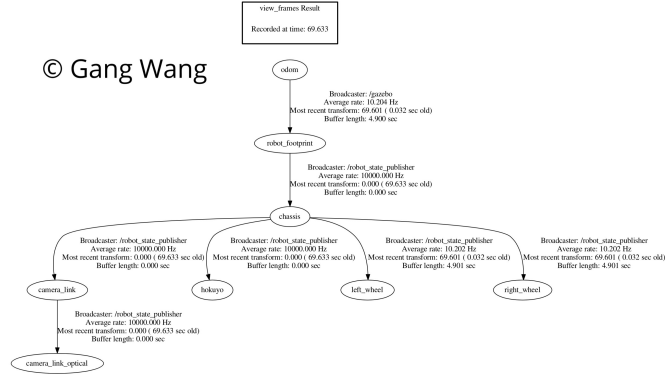 view_frames Result
Recorded at time: 69.633
© Gang Wang
odom
Broadcaster: /gazebo
Average rate: 10.204 Hz
Most recent transform: 69.601 ( 0.032 sec old)
Buffer length: 4.900 sec
robot_footprint
Broadcaster: /robot_state_publisher
Average rate: 10000.000 Hz
Most recent transform: 0.000 ( 69.633 sec old)
Buffer length: 0.000 sec
chassis
Broadcaster: /robot_state_publisher
Average rate: 10000.000 Hz
Most recent transform: 0.000 ( 69.633 sec old)
Buffer length: 0.000 sec
Broadcaster: /robot_state_publisher
Average rate: 10000.000 Hz
Most recent transform: 0.000 ( 69.633 sec old)
Buffer length: 0.000 sec
Broadcaster: /robot_state_publisher
Average rate: 10.202 Hz
Most recent transform: 69.601 ( 0.032 sec old)
Buffer length: 4.901 sec
Broadcaster: /robot_state_publisher
Average rate: 10.202 Hz
Most recent transform: 69.601 ( 0.032 sec old)
Buffer length: 4.901 sec
camera_link
hokuyo
left_wheel
right_wheel
Broadcaster: /robot_state_publisher
Average rate: 10000.000 Hz
Most recent transform: 0.000 ( 69.633 sec old)
Buffer length: 0.000 sec
camera_link_optical